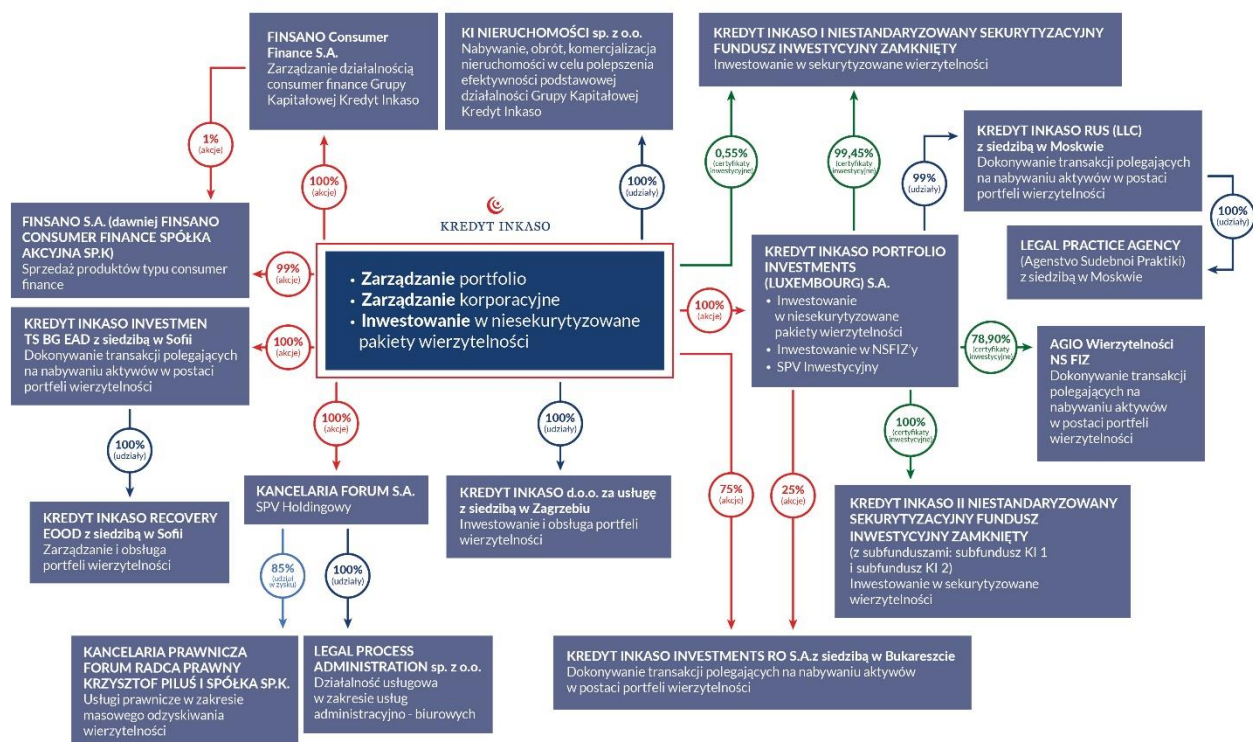 FINSANO Consumer
Finance S.A.
Zarządzanie działalnością
consumer finance Grupy
Kapitałowej Kredyt Inkaso
KI NIERUCHOMOŚCI sp. z o.o.
Nabywanie, obrót, komercjalizacja
nieruchomości w celu polepszenia
efektywności podstawowej
działalności Grupy Kapitałowej
Kredyt Inkaso
KREDYT INKASO I NIESTANDARYZOWANY SEKURYTYZACYJNY
FUNDUSZ INWESTYCYJNY ZAMKNIĘTY
Inwestowanie w sekurytyzowane wierzytelności
1%
(akcje)
100%
(akcje)
100%
(udziały)
0,55%
(certyfikaty
inwestycyjne)
99,45%
(certyfikaty
inwestycyjne)
99%
(udziały)
KREDYT INKASO RUS (LLC)
z siedzibą w Moskwie
Dokonywanie transakcji polegających
na nabywaniu aktywów w postaci
portfeli wierzytelności
100%
(udziały)
LEGAL PRACTICE AGENCY
(Agenstvo Sudebnoi Praktiki)
z siedzibą w Moskwie
FINSANO S.A. (dawniej FINSANO
CONSUMER FINANCE SPÓŁKA
AKCYJNA SP.K)
Sprzedaż produktów typu consumer
finance
99%
(akcje)
KREDYT INKASO
• Zarządzanie portfolio
• Zarządzanie korporacyjne
• Inwestowanie w niesekurytyzowane
pakiety wierzytelności
100%
(akcje)
KREDYT INKASO PORTFOLIO
INVESTMENTS
(LUXEMBOURG) S.A.
• Inwestowanie
w niesekurytyzowane
pakiety wierzytelności
• Inwestowanie w NSFIZ'y
• SPV Inwestycyjny
78,90%
(certyfikaty
inwestycyjne)
AGIO Wierzytelności
NS FIZ
Dokonywanie transakcji
polegających na
nabywaniu aktywów
w postaci portfeli
wierzytelności
KREDYT INKASO INVESTMEN
TS BG EAD z siedzibą w Sofii
Dokonywanie transakcji polegających
na nabywaniu aktywów w postaci
portfeli wierzytelności
100%
(akcje)
100%
(udziały)
100%
(akcje)
100%
(udziały)
75%
(akcje)
25%
(akcje)
100%
(certyfikaty
inwestycyjne)
KREDYT INKASO RECOVERY
EOOD z siedzibą w Sofii
Zarządzanie i obsługa
portfeli wierzytelności
KANCELARIA FORUM S.A.
SPV Holdingowy
KREDYT INKASO d.o.o. za usługę
z siedzibą w Zagrzebiu
Inwestowanie i obsługa portfeli
wierzytelności
KREDYT INKASO II NIESTANDARYZOWANY
SEKURYTYZACYJNY FUNDUSZ
INWESTYCYJNY ZAMKNIĘTY
(z subfunduszami: subfundusz KI 1
i subfundusz KI 2)
Inwestowanie w sekurytyzowane
wierzytelności
85%
(udział
w zysku)
100%
(udziały)
KANCELARIA PRAWNICZA
FORUM RADCA PRAWNY
KRZYSZTOF PILUŚ I SPÓŁKA SP.K.
Usługi prawnicze w zakresie
masowego odzyskiwania
wierzytelności
LEGAL PROCESS
ADMINISTRATION sp. z o.o.
Działalność usługowa
w zakresie usług
administracyjno - biurowych
KREDYT INKASO INVESTMENTS RO S.A.z siedzibą w Bukareszcie
Dokonywanie transakcji polegających na nabywaniu aktywów
w postaci portfeli wierzytelności